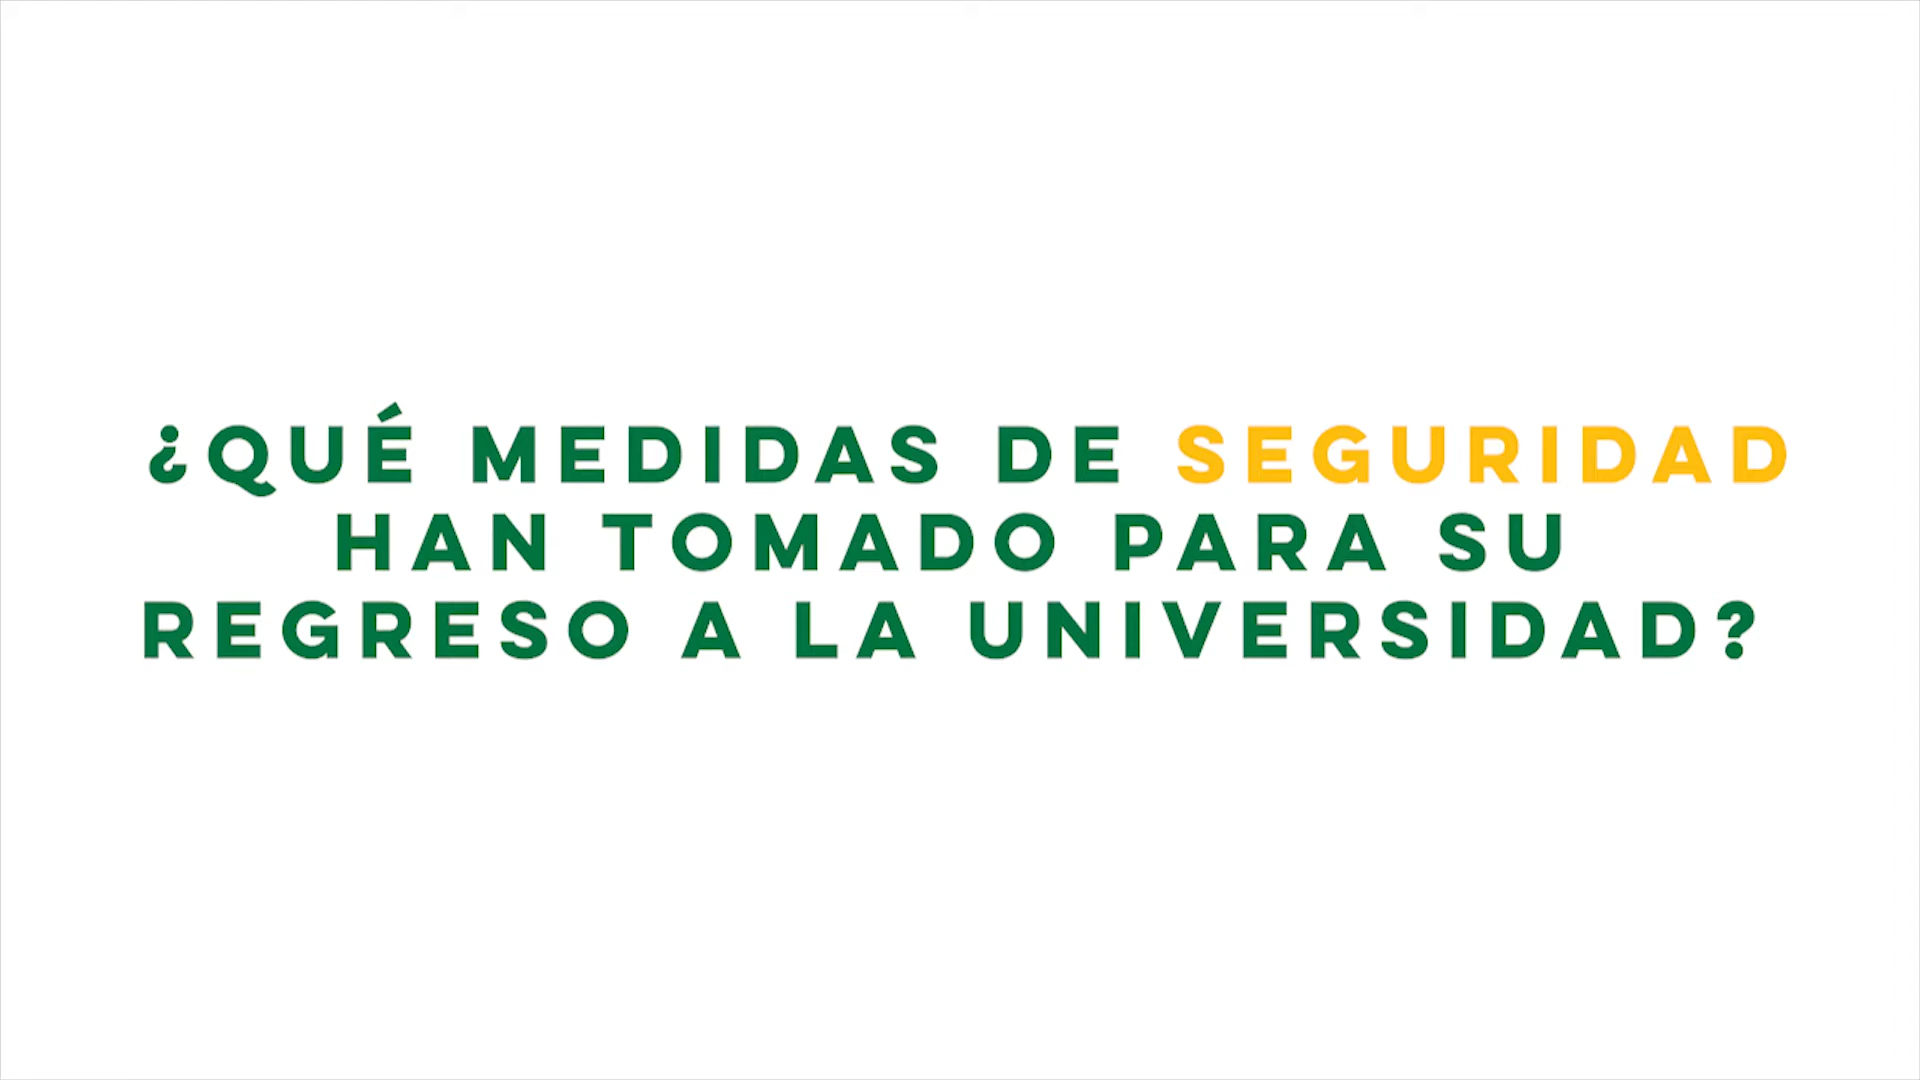 ¿QUÉ MEDIDAS DE SEGURIDAD
HAN TOMADO PARA SU
REGRESO A LA UNIVERSIDAD?